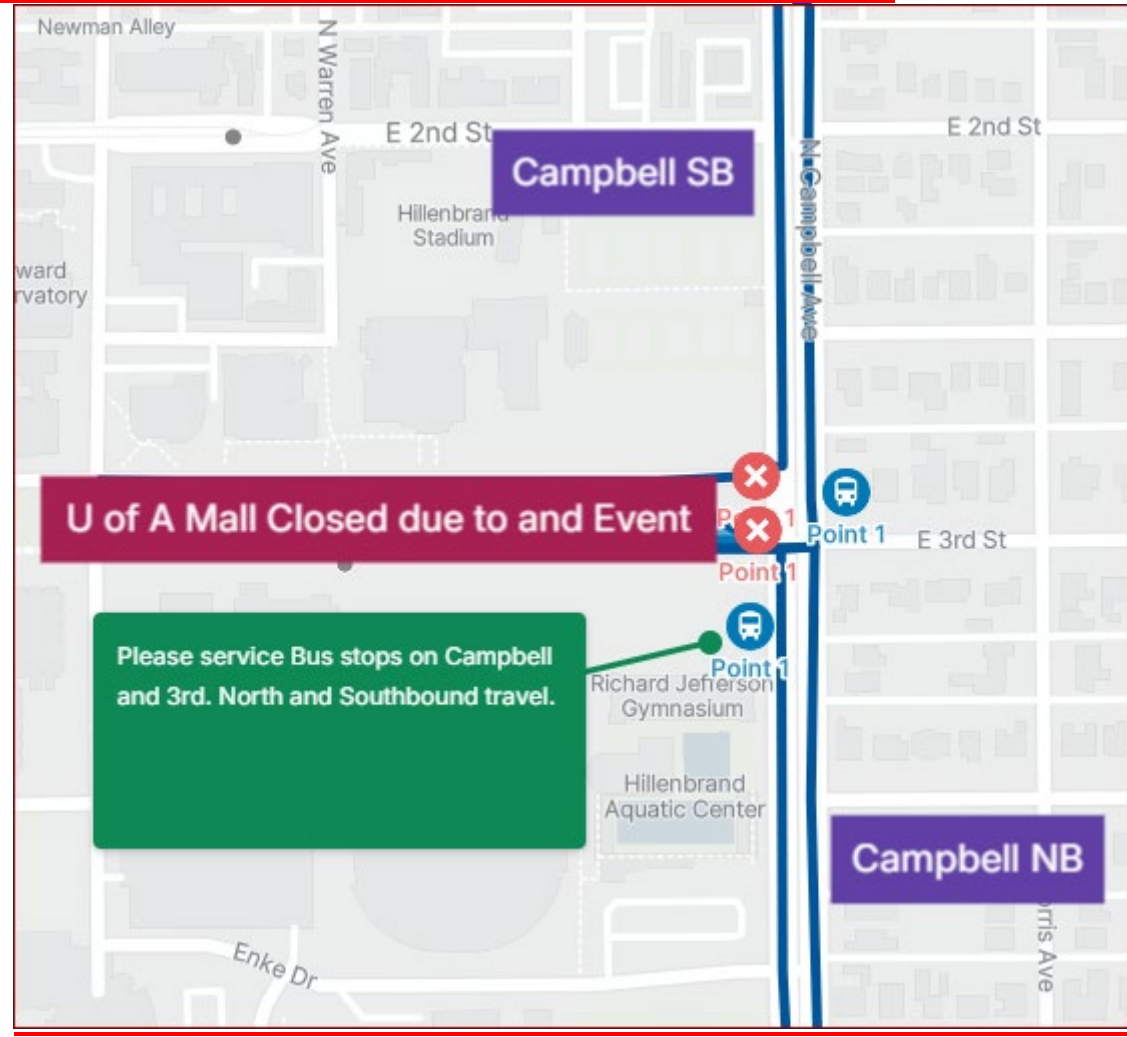 Newman Alley
N Warren Ave
E 2nd St
E 2nd St
Campbell SB
N Campbell Ave
Hillenbrand
Stadium
ward
rvatory
U of A Mall Closed due to and Event
Point 1
Point 1
E 3rd St
Point 1
Please service Bus stops on Campbell
and 3rd. North and Southbound travel.
Point 1
Richard Jefferson
Gymnasium
Hillenbrand
Aquatic Center
Campbell NB
orris Ave
Enke Dr